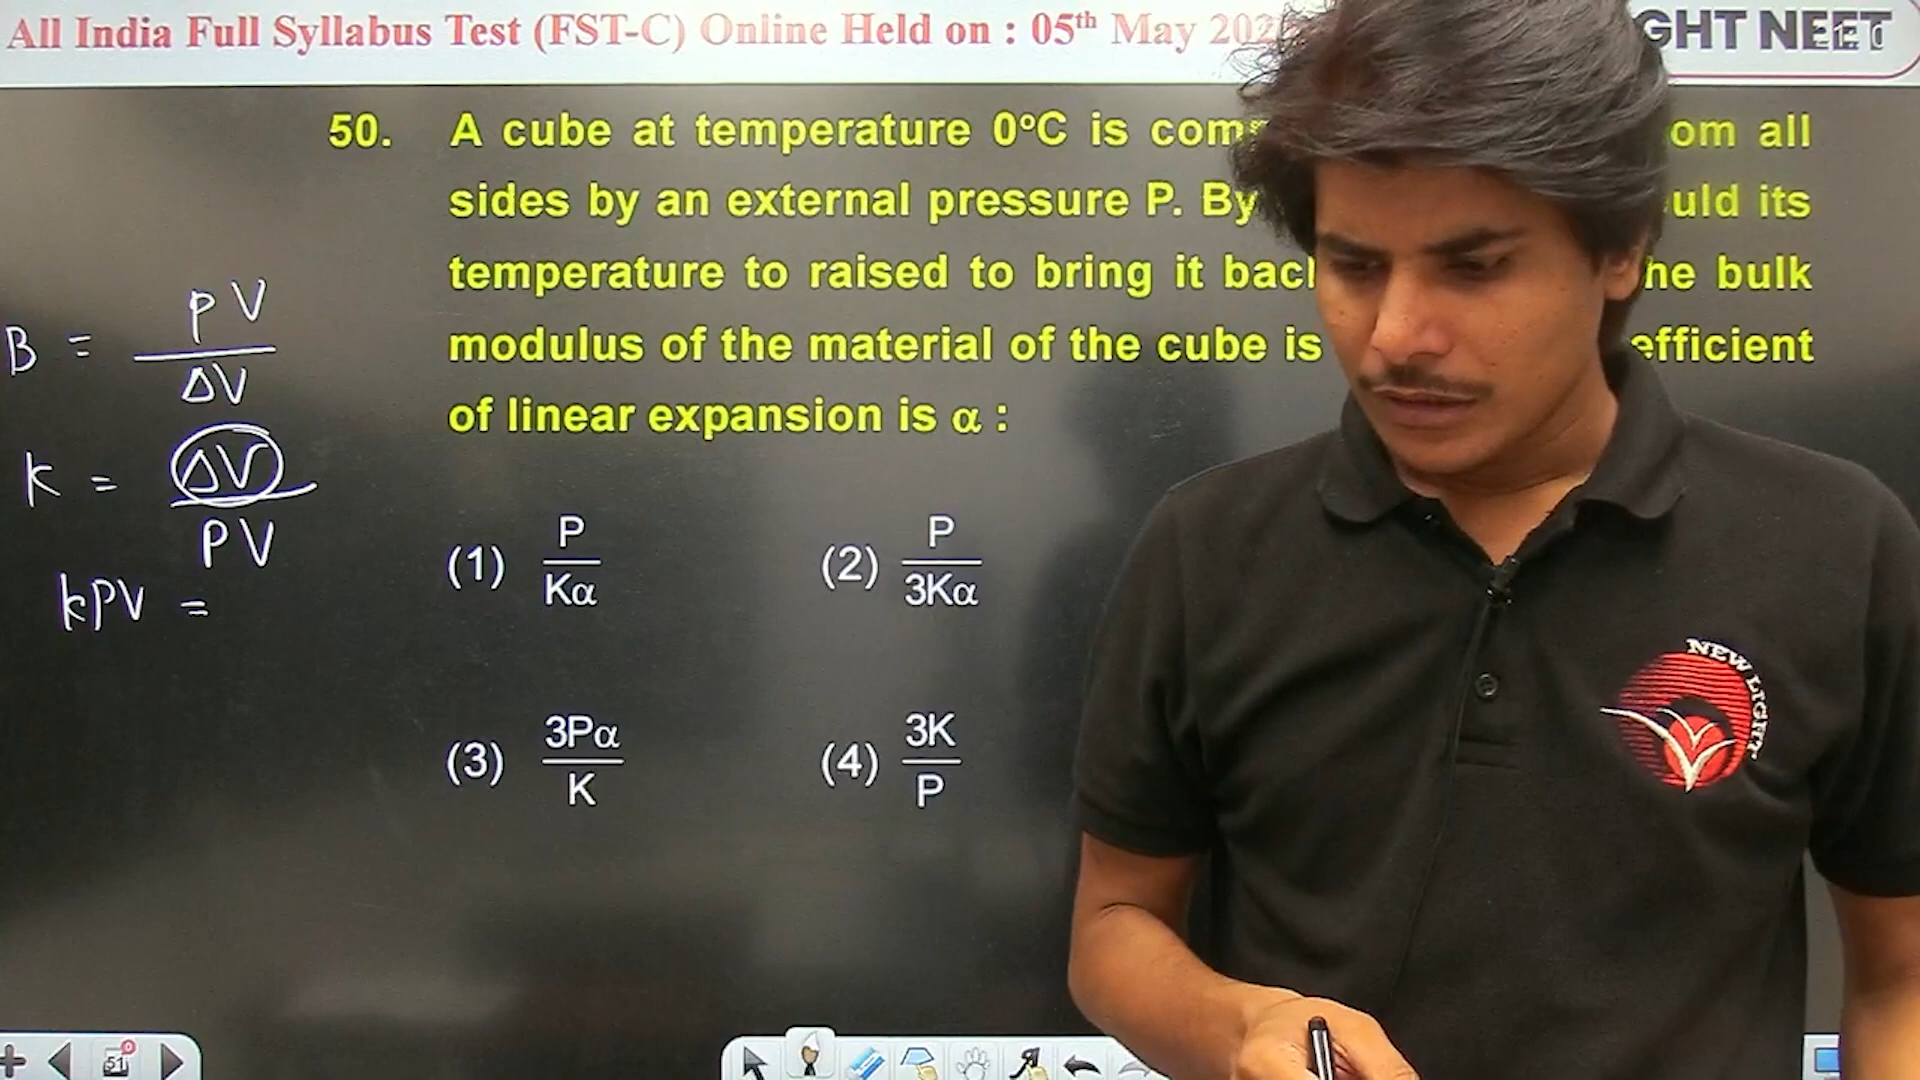 All India Full Syllabus Test (FST-C) Online Held on : 05th May 202
GHT NEET
50. A cube at temperature 0°C is om all
sides by an external pressure P. By its
temperature to raised to bring it bac he bulk
modulus of the material of the cube is efficient
of linear expansion is α :
B = PV
ΔV
K = ΔV
PV
KPV =
(1) P
Kα
(2) P
3Kα
(3) 3Pα
K
(4) 3K
P
NEW LIGHT
51